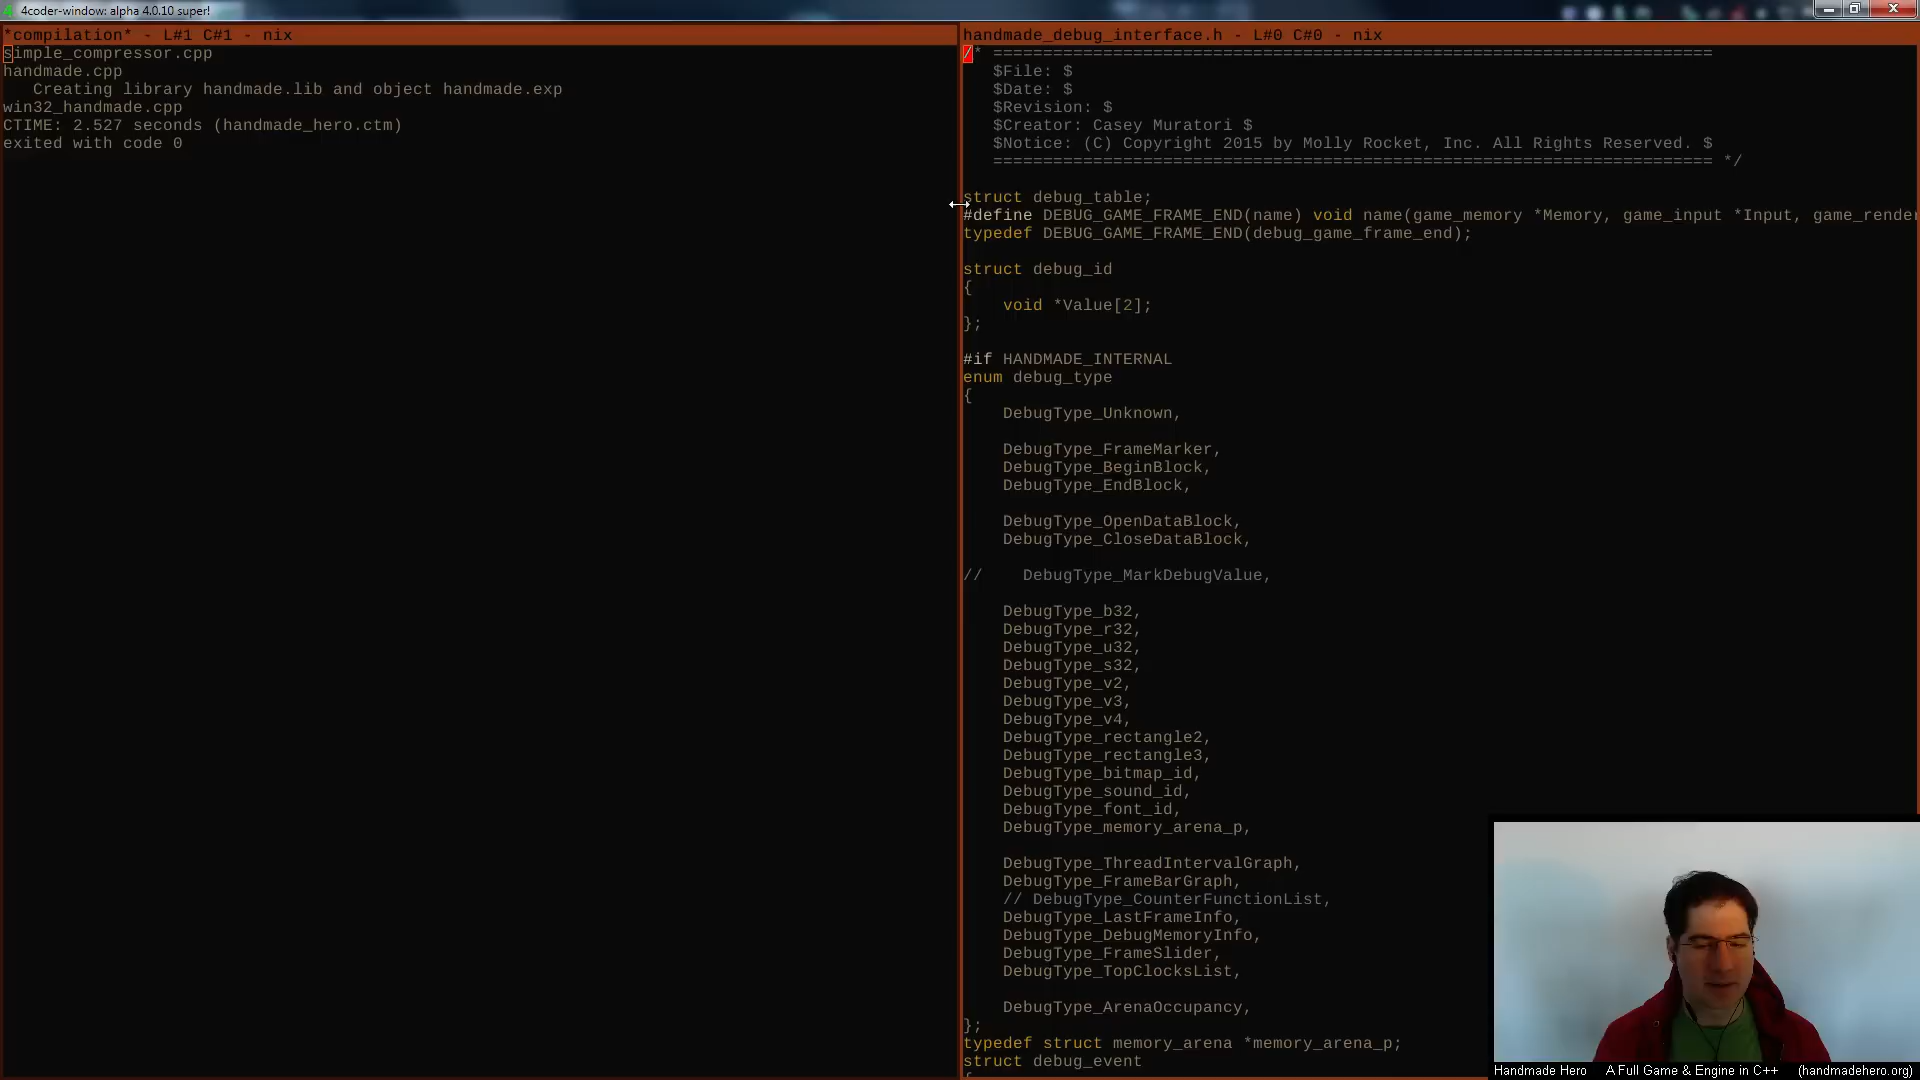 4coder-window: alpha 4.0.10 super!
*compilation* - L#1 C#1 - nix
simple_compressor.cpp
handmade.cpp
   Creating library handmade.lib and object handmade.exp
win32_handmade.cpp
CTIME: 2.527 seconds (handmade_hero.ctm)
exited with code 0
handmade_debug_interface.h - L#0 C#0 - nix
/* ========================================================================
   $File: $
   $Date: $
   $Revision: $
   $Creator: Casey Muratori $
   $Notice: (C) Copyright 2015 by Molly Rocket, Inc. All Rights Reserved. $
   ======================================================================== */
struct debug_table;
#define DEBUG_GAME_FRAME_END(name) void name(game_memory *Memory, game_input *Input, game_render
typedef DEBUG_GAME_FRAME_END(debug_game_frame_end);
struct debug_id
{
    void *Value[2];
};
#if HANDMADE_INTERNAL
enum debug_type
{
    DebugType_Unknown,
    DebugType_FrameMarker,
    DebugType_BeginBlock,
    DebugType_EndBlock,
    DebugType_OpenDataBlock,
    DebugType_CloseDataBlock,
//    DebugType_MarkDebugValue,
    DebugType_b32,
    DebugType_r32,
    DebugType_u32,
    DebugType_s32,
    DebugType_v2,
    DebugType_v3,
    DebugType_v4,
    DebugType_rectangle2,
    DebugType_rectangle3,
    DebugType_bitmap_id,
    DebugType_sound_id,
    DebugType_font_id,
    DebugType_memory_arena_p,
    DebugType_ThreadIntervalGraph,
    DebugType_FrameBarGraph,
    // DebugType_CounterFunctionList,
    DebugType_LastFrameInfo,
    DebugType_DebugMemoryInfo,
    DebugType_FrameSlider,
    DebugType_TopClocksList,
    DebugType_ArenaOccupancy,
};
typedef struct memory_arena *memory_arena_p;
struct debug_event
Handmade Hero A Full Game & Engine in C++ (handmadehero.org)